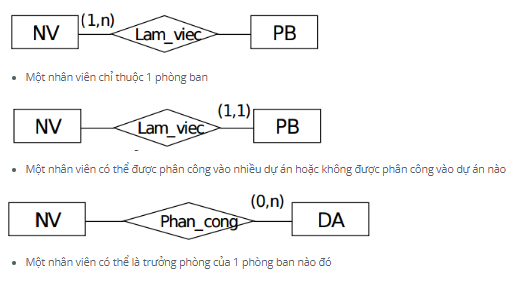 (1,n)
NV Lam_viec PB
Một nhân viên chỉ thuộc 1 phòng ban
(1,1)
NV Lam_viec PB
Một nhân viên có thể được phân công vào nhiều dự án hoặc không được phân công vào dự án nào
(0,n)
NV Phan_cong DA
Một nhân viên có thể là trưởng phòng của 1 phòng ban nào đó